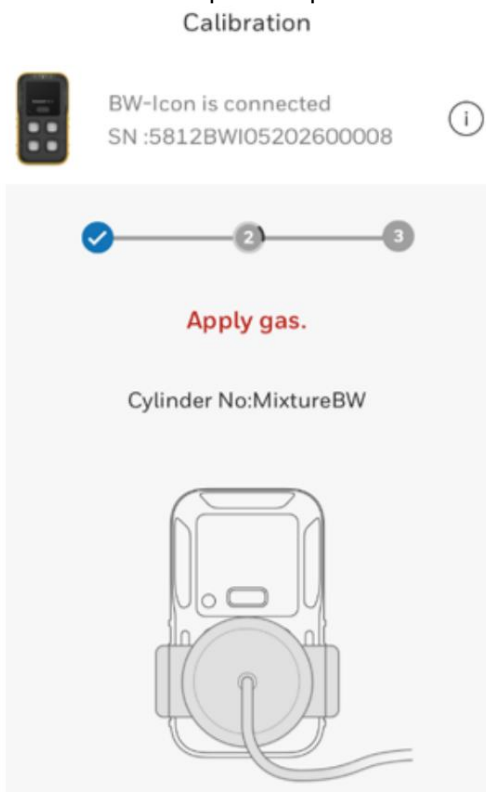 Calibration
BW-Icon is connected
SN :5812BWI05202600008
i
2
3
Apply gas.
Cylinder No:MixtureBW